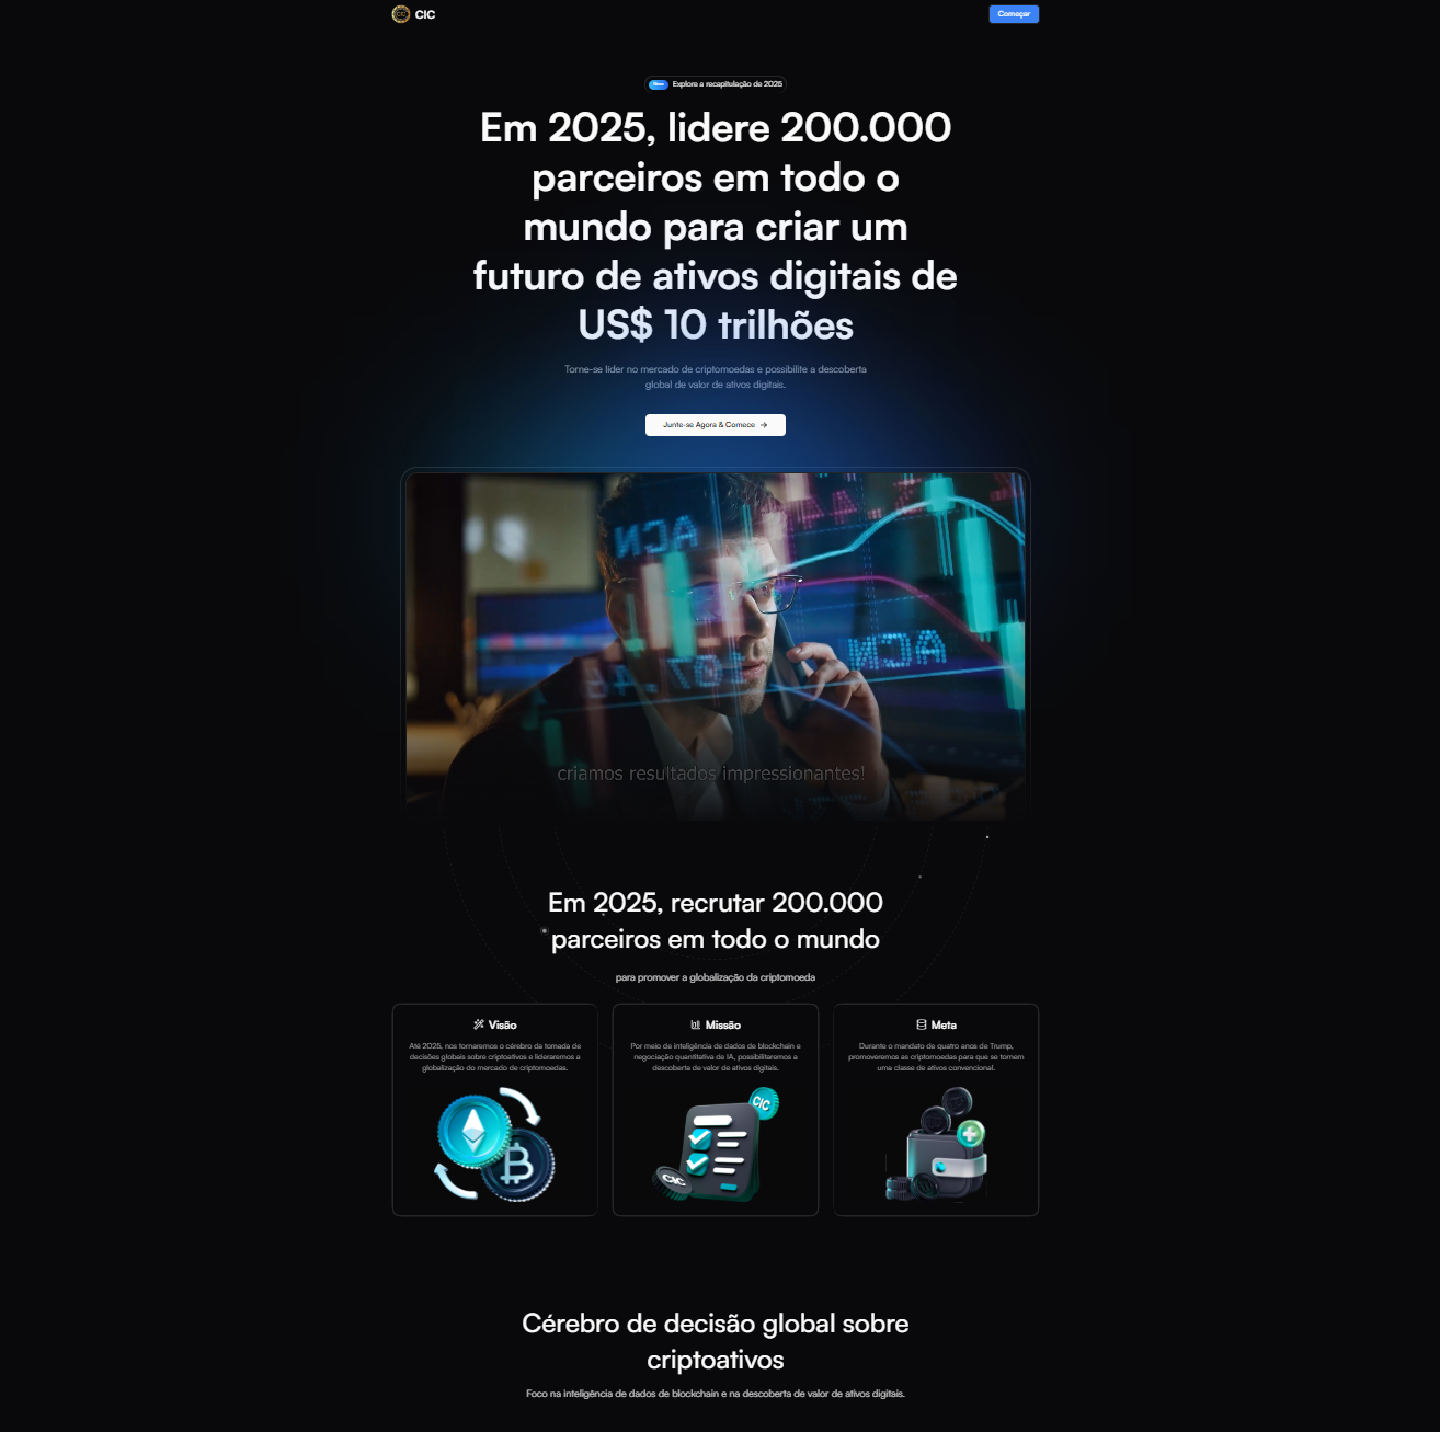 CIC
Começar
Explore a recapitulação de 2025
Em 2025, lidere 200.000
parceiros em todo o
mundo para criar um
futuro de ativos digitais de
US$ 10 trilhões
Torne-se líder no mercado de criptomoedas e possibilite a descoberta
global de valor de ativos digitais.
Junte-se Agora & Comece →
ACN
ACN
criamos resultados impressionantes!
Em 2025, recrutar 200.000
parceiros em todo o mundo
para promover a globalização da criptomoeda
Visão
Até 2025, nos tornaremos o cérebro da tomada de
decisões globais sobre criptoativos e lideraremos a
globalização do mercado de criptomoedas.
Missão
Por meio de inteligência de dados de blockchain e
negociação quantitativa de IA, possibilitaremos a
descoberta de valor de ativos digitais.
CIC
CIC
Meta
Durante o mandato de quatro anos de Trump,
promoveremos as criptomoedas para que se tornem
uma classe de ativos convencional.
Cérebro de decisão global sobre
criptoativos
Foco na inteligência de dados de blockchain e na descoberta de valor de ativos digitais.